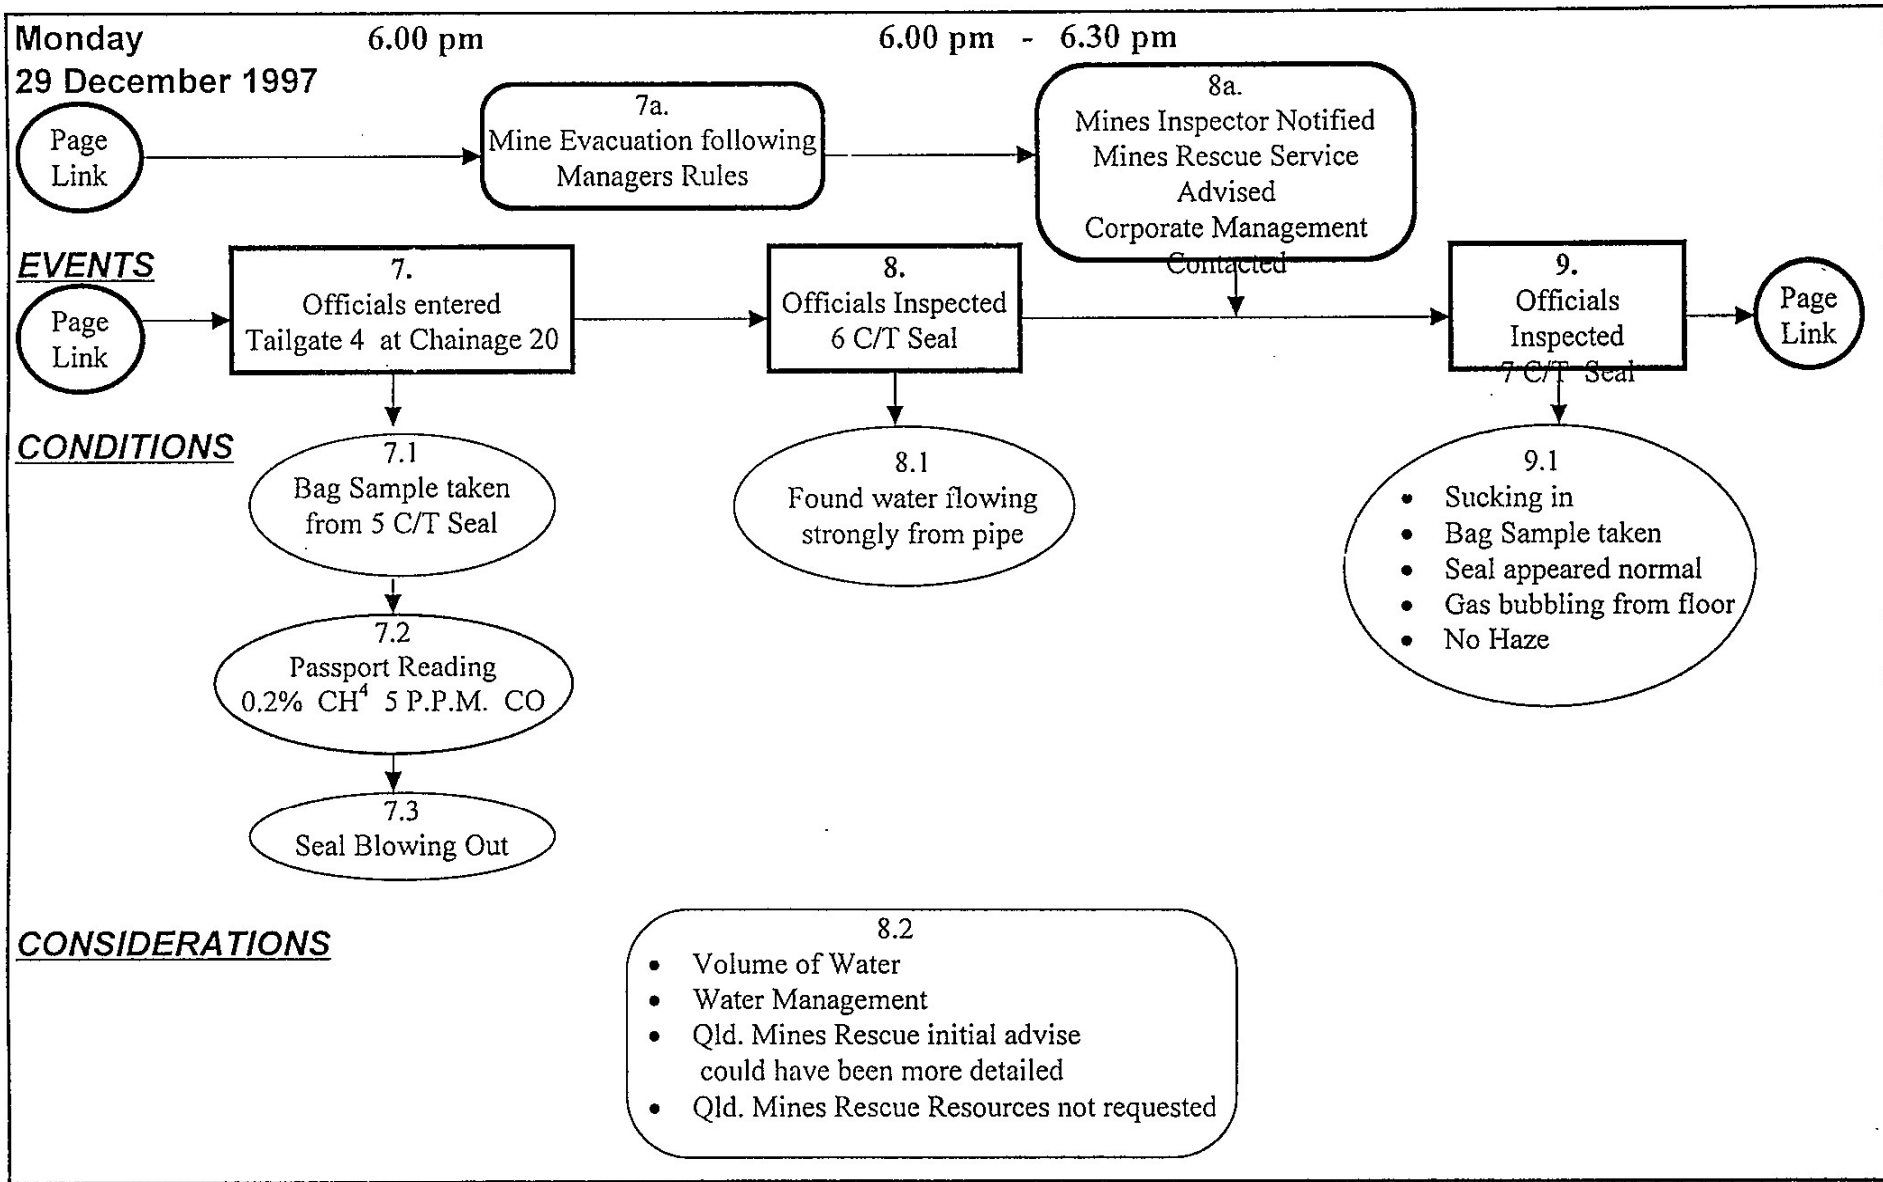 Monday 6.00 pm 6.00 pm - 6.30 pm
29 December 1997
Page
Link
7a.
Mine Evacuation following
Managers Rules
8a.
Mines Inspector Notified
Mines Rescue Service
Advised
Corporate Management
Contacted
EVENTS
Page
Link
7.
Officials entered
Tailgate 4 at Chainage 20
8.
Officials Inspected
6 C/T Seal
9.
Officials
Inspected
7 C/T Seal
Page
Link
CONDITIONS
7.1
Bag Sample taken
from 5 C/T Seal
7.2
Passport Reading
0.2% CH⁴ 5 P.P.M. CO
7.3
Seal Blowing Out
8.1
Found water flowing
strongly from pipe
9.1
• Sucking in
• Bag Sample taken
• Seal appeared normal
• Gas bubbling from floor
• No Haze
CONSIDERATIONS
8.2
• Volume of Water
• Water Management
• Qld. Mines Rescue initial advise
could have been more detailed
• Qld. Mines Rescue Resources not requested